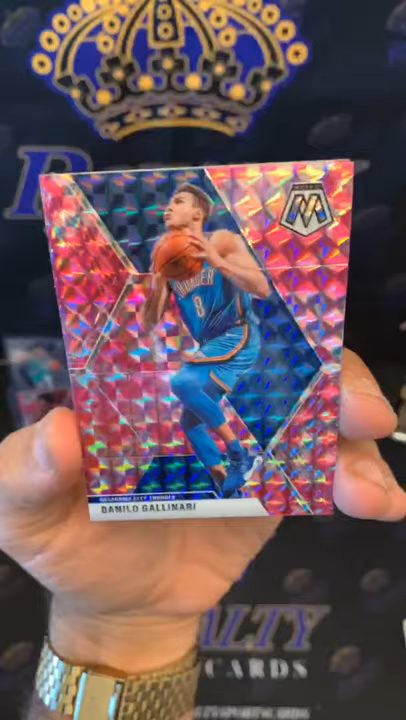 MOSAIC
THUNDER
8
OKLAHOMA CITY THUNDER
DANILO GALLINARI
ALTY
CARDS